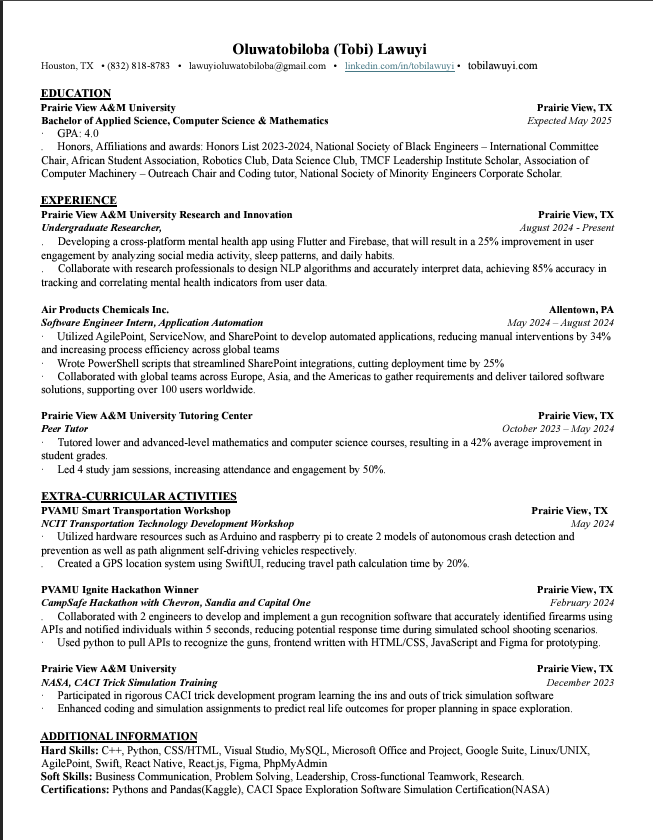 Oluwatobiloba (Tobi) Lawuyi
Houston, TX • (832) 818-8783 • lawuyioluwatobiloba@gmail.com • linkedin.com/in/tobilawuyi • tobilawuyi.com
EDUCATION
Prairie View A&M University Prairie View, TX
Bachelor of Applied Science, Computer Science & Mathematics Expected May 2025
· GPA: 4.0
. Honors, Affiliations and awards: Honors List 2023-2024, National Society of Black Engineers – International Committee
Chair, African Student Association, Robotics Club, Data Science Club, TMCF Leadership Institute Scholar, Association of
Computer Machinery – Outreach Chair and Coding tutor, National Society of Minority Engineers Corporate Scholar.
EXPERIENCE
Prairie View A&M University Research and Innovation Prairie View, TX
Undergraduate Researcher, August 2024 - Present
. Developing a cross-platform mental health app using Flutter and Firebase, that will result in a 25% improvement in user
engagement by analyzing social media activity, sleep patterns, and daily habits.
. Collaborate with research professionals to design NLP algorithms and accurately interpret data, achieving 85% accuracy in
tracking and correlating mental health indicators from user data.
Air Products Chemicals Inc. Allentown, PA
Software Engineer Intern, Application Automation May 2024 – August 2024
· Utilized AgilePoint, ServiceNow, and SharePoint to develop automated applications, reducing manual interventions by 34%
and increasing process efficiency across global teams
· Wrote PowerShell scripts that streamlined SharePoint integrations, cutting deployment time by 25%
· Collaborated with global teams across Europe, Asia, and the Americas to gather requirements and deliver tailored software
solutions, supporting over 100 users worldwide.
Prairie View A&M University Tutoring Center Prairie View, TX
Peer Tutor October 2023 – May 2024
· Tutored lower and advanced-level mathematics and computer science courses, resulting in a 42% average improvement in
student grades.
· Led 4 study jam sessions, increasing attendance and engagement by 50%.
EXTRA-CURRICULAR ACTIVITIES
PVAMU Smart Transportation Workshop Prairie View, TX
NCIT Transportation Technology Development Workshop May 2024
· Utilized hardware resources such as Arduino and raspberry pi to create 2 models of autonomous crash detection and
prevention as well as path alignment self-driving vehicles respectively.
. Created a GPS location system using SwiftUI, reducing travel path calculation time by 20%.
PVAMU Ignite Hackathon Winner Prairie View, TX
CampSafe Hackathon with Chevron, Sandia and Capital One February 2024
. Collaborated with 2 engineers to develop and implement a gun recognition software that accurately identified firearms using
APIs and notified individuals within 5 seconds, reducing potential response time during simulated school shooting scenarios.
· Used python to pull APIs to recognize the guns, frontend written with HTML/CSS, JavaScript and Figma for prototyping.
Prairie View A&M University Prairie View, TX
NASA, CACI Trick Simulation Training December 2023
· Participated in rigorous CACI trick development program learning the ins and outs of trick simulation software
· Enhanced coding and simulation assignments to predict real life outcomes for proper planning in space exploration.
ADDITIONAL INFORMATION
Hard Skills: C++, Python, CSS/HTML, Visual Studio, MySQL, Microsoft Office and Project, Google Suite, Linux/UNIX,
AgilePoint, Swift, React Native, React.js, Figma, PhpMyAdmin
Soft Skills: Business Communication, Problem Solving, Leadership, Cross-functional Teamwork, Research.
Certifications: Pythons and Pandas(Kaggle), CACI Space Exploration Software Simulation Certification(NASA)